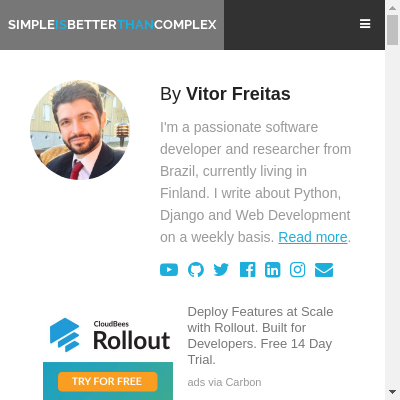 SIMPLEISBETTERTHANCOMPLEX
By Vitor Freitas
I'm a passionate software
developer and researcher from
Brazil, currently living in
Finland. I write about Python,
Django and Web Development
on a weekly basis. Read more.
CloudBees
Rollout
TRY FOR FREE
Deploy Features at Scale
with Rollout. Built for
Developers. Free 14 Day
Trial.
ads via Carbon